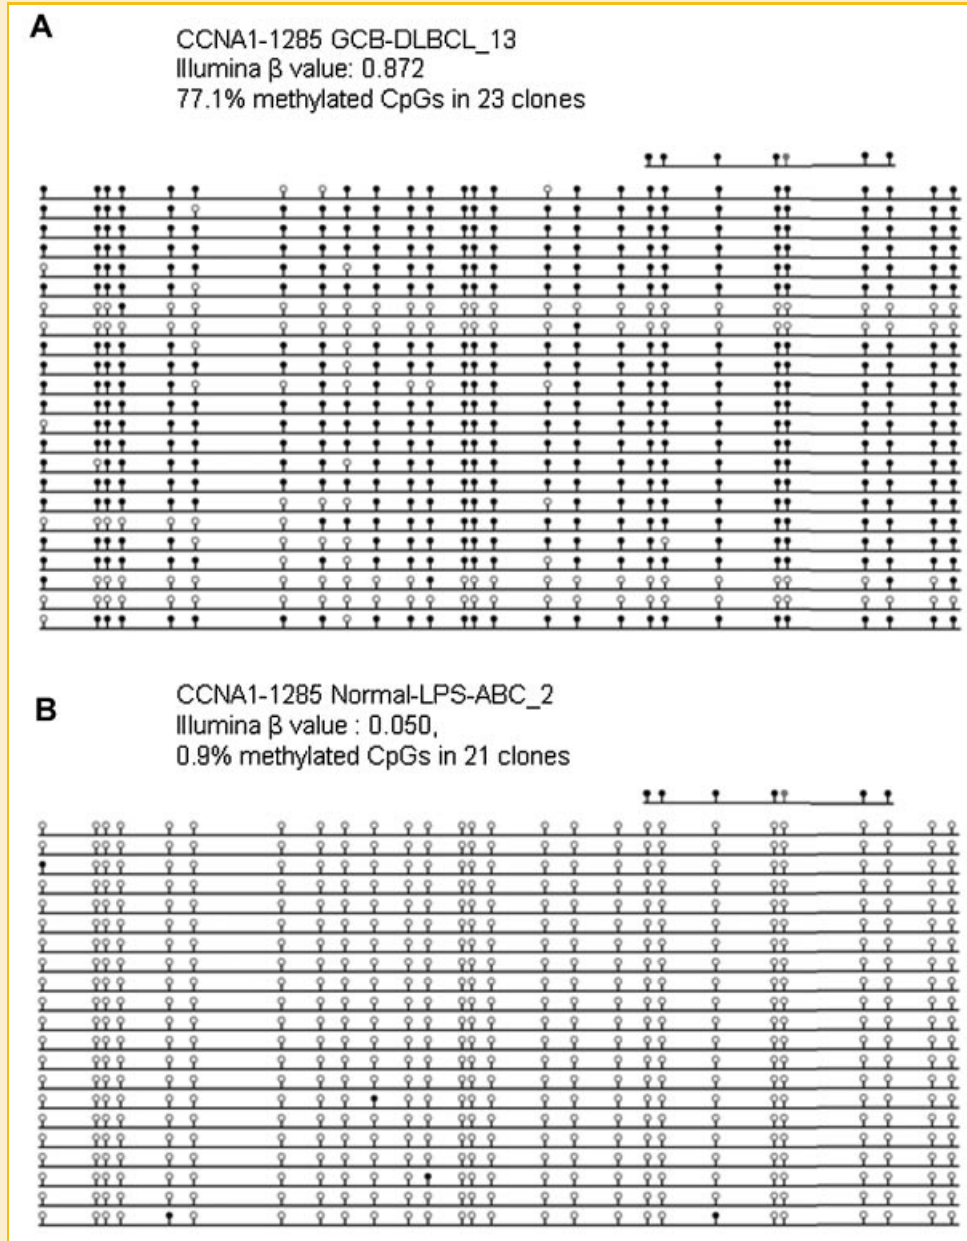 A
CCNA1-1285 GCB-DLBCL_13
Illumina β value: 0.872
77.1% methylated CpGs in 23 clones
B
CCNA1-1285 Normal-LPS-ABC_2
Illumina β value : 0.050,
0.9% methylated CpGs in 21 clones